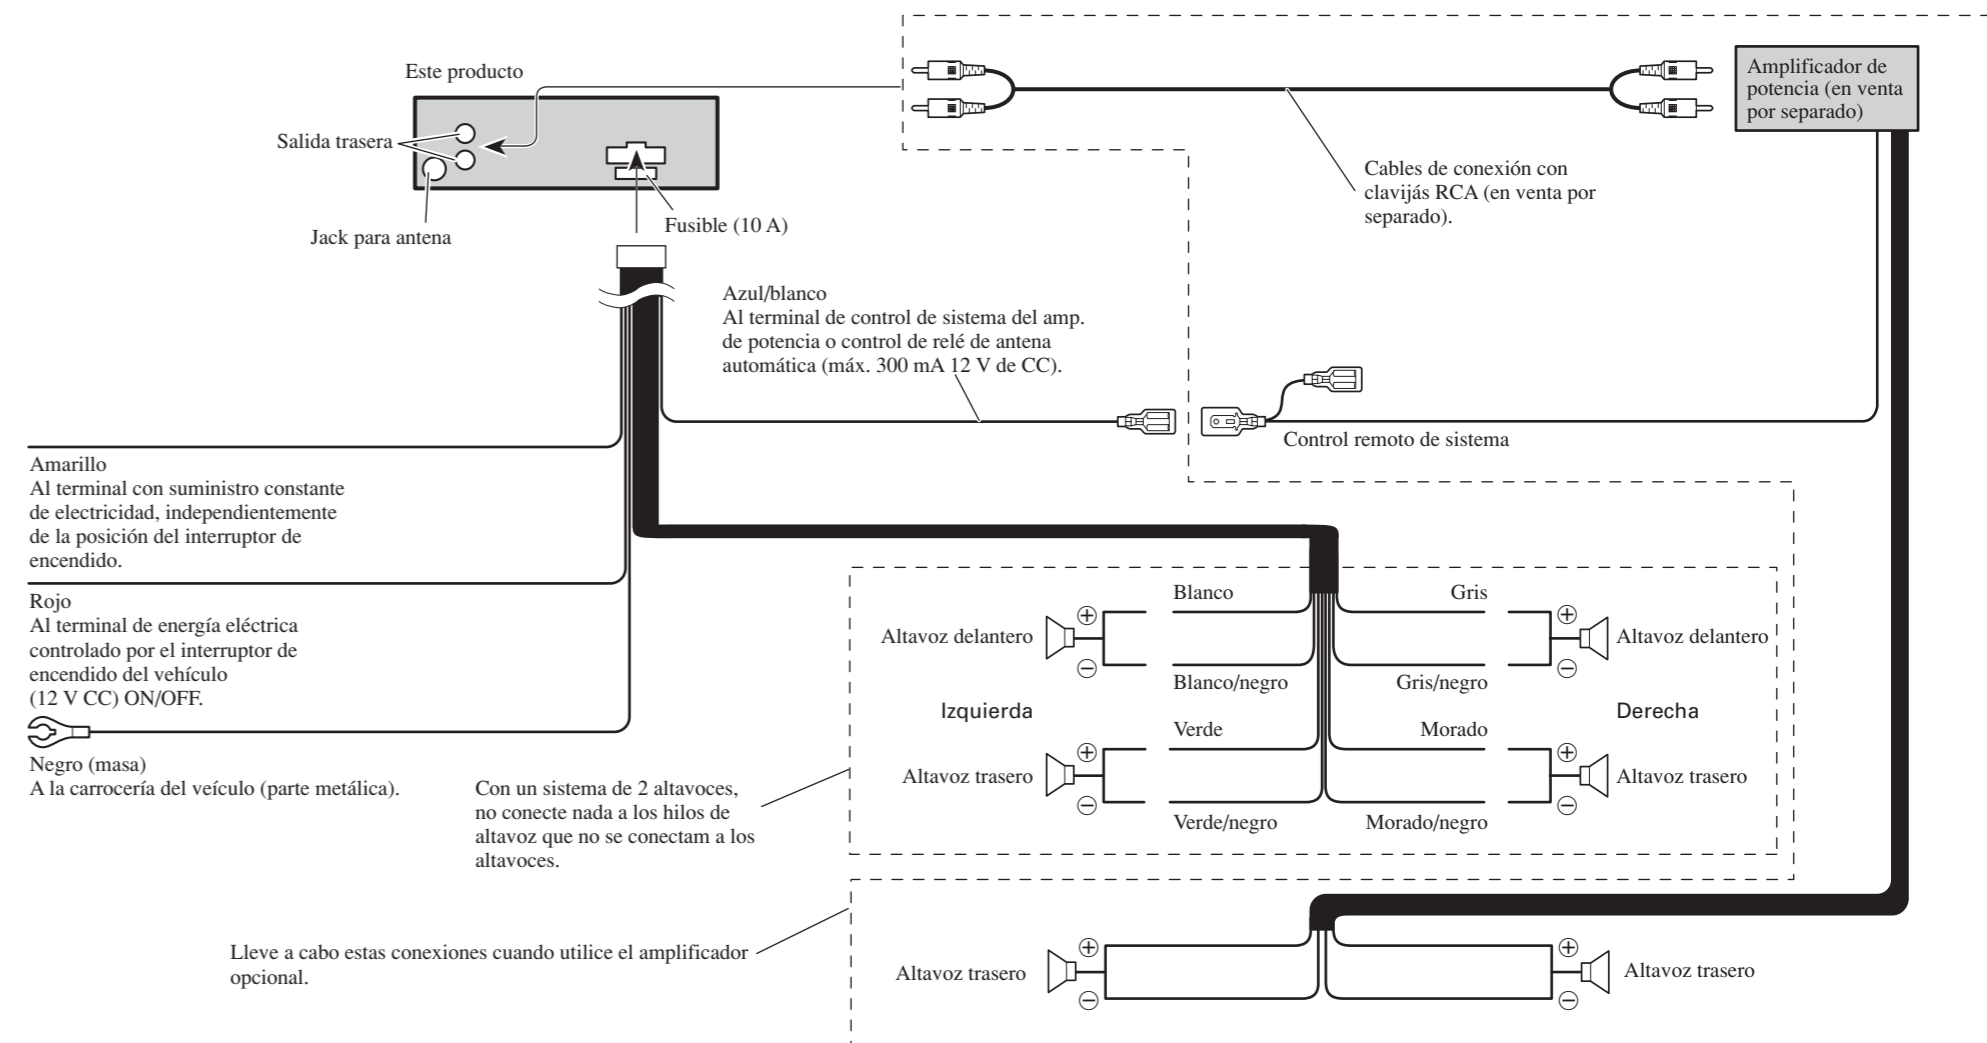 Este producto
Salida trasera
Jack para antena
Fusible (10 A)
Amplificador de
potencia (en venta
por separado)
Cables de conexión con
clavijás RCA (en venta por
separado).
Azul/blanco
Al terminal de control de sistema del amp.
de potencia o control de relé de antena
automática (máx. 300 mA 12 V de CC).
Control remoto de sistema
Amarillo
Al terminal con suministro constante
de electricidad, independientemente
de la posición del interruptor de
encendido.
Rojo
Al terminal de energía eléctrica
controlado por el interruptor de
encendido del vehículo
(12 V CC) ON/OFF.
Negro (masa)
A la carrocería del veículo (parte metálica).
Blanco
Gris
⊕
⊕
Altavoz delantero
Altavoz delantero
⊖
⊖
Blanco/negro
Gris/negro
Izquierda
Derecha
Verde
Morado
⊕
⊕
Altavoz trasero
Altavoz trasero
⊖
⊖
Verde/negro
Morado/negro
Con un sistema de 2 altavoces,
no conecte nada a los hilos de
altavoz que no se conectam a los
altavoces.
Lleve a cabo estas conexiones cuando utilice el amplificador
opcional.
⊕
⊕
Altavoz trasero
Altavoz trasero
⊖
⊖